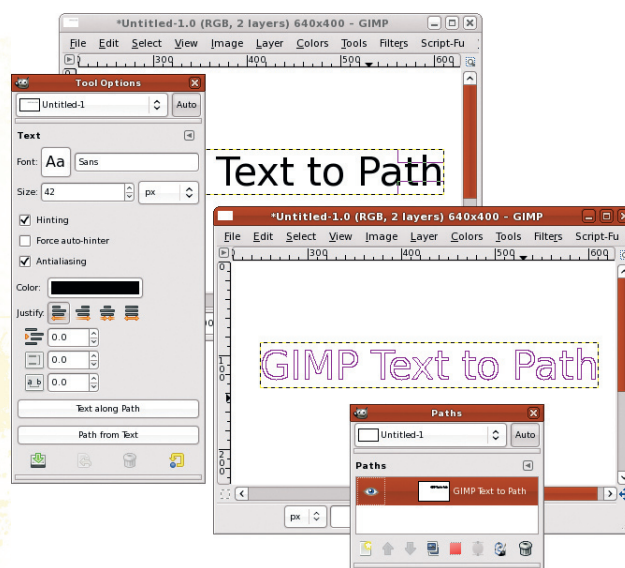 *Untitled-1.0 (RGB, 2 layers) 640x400 – GIMP
File Edit Select View Image Layer Colors Tools Filters Script-Fu
300 400 500 600
Text to Path
Tool Options
Untitled-1 Auto
Text
Font: Aa Sans
Size: 42 px
Hinting
Force auto-hinter
Antialiasing
Color:
Justify:
0.0
0.0
a b 0.0
Text along Path
Path from Text
*Untitled-1.0 (RGB, 2 layers) 640x400 – GIMP
File Edit Select View Image Layer Colors Tools Filters Script-Fu
300 400 500 600
0
100
200
GIMP Text to Path
px
Paths
Untitled-1 Auto
Paths
GIMP Text to Path